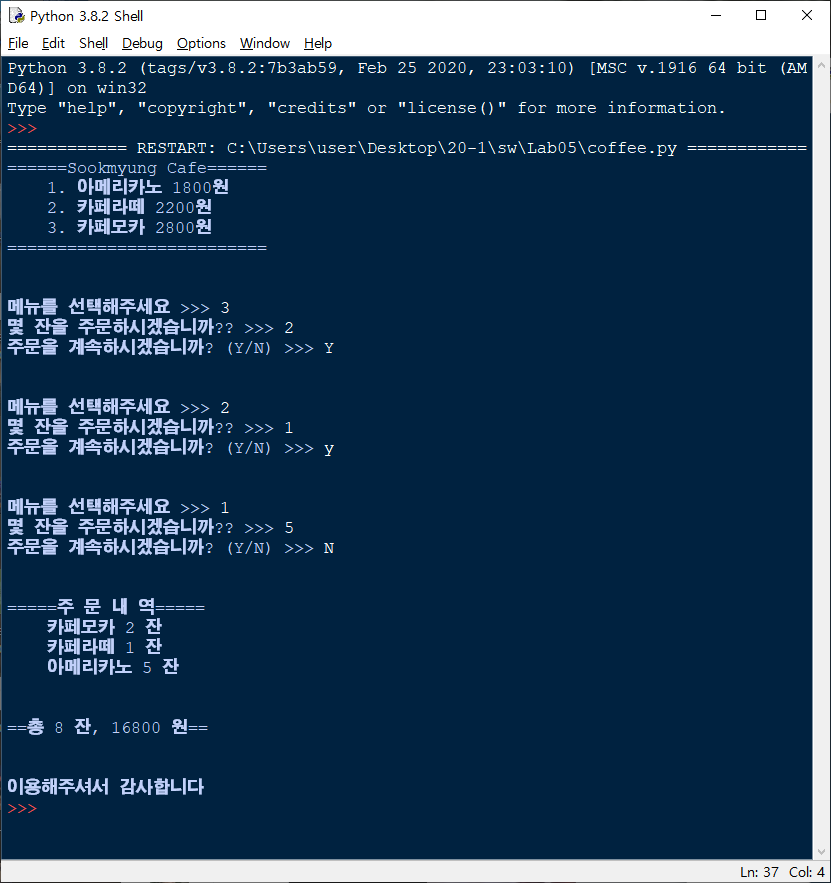 Python 3.8.2 Shell
File Edit Shell Debug Options Window Help
Python 3.8.2 (tags/v3.8.2:7b3ab59, Feb 25 2020, 23:03:10) [MSC v.1916 64 bit (AM
D64)] on win32
Type "help", "copyright", "credits" or "license()" for more information.
>>>
============ RESTART: C:\Users\user\Desktop\20-1\sw\Lab05\coffee.py ============
======Sookmyung Cafe======
    1. 아메리카노 1800원
    2. 카페라떼 2200원
    3. 카페모카 2800원
==========================
메뉴를 선택해주세요 >>> 3
몇 잔을 주문하시겠습니까?? >>> 2
주문을 계속하시겠습니까? (Y/N) >>> Y
메뉴를 선택해주세요 >>> 2
몇 잔을 주문하시겠습니까?? >>> 1
주문을 계속하시겠습니까? (Y/N) >>> y
메뉴를 선택해주세요 >>> 1
몇 잔을 주문하시겠습니까?? >>> 5
주문을 계속하시겠습니까? (Y/N) >>> N
=====주 문 내 역=====
    카페모카 2 잔
    카페라떼 1 잔
    아메리카노 5 잔
==총 8 잔, 16800 원==
이용해주셔서 감사합니다
>>>
Ln: 37 Col: 4